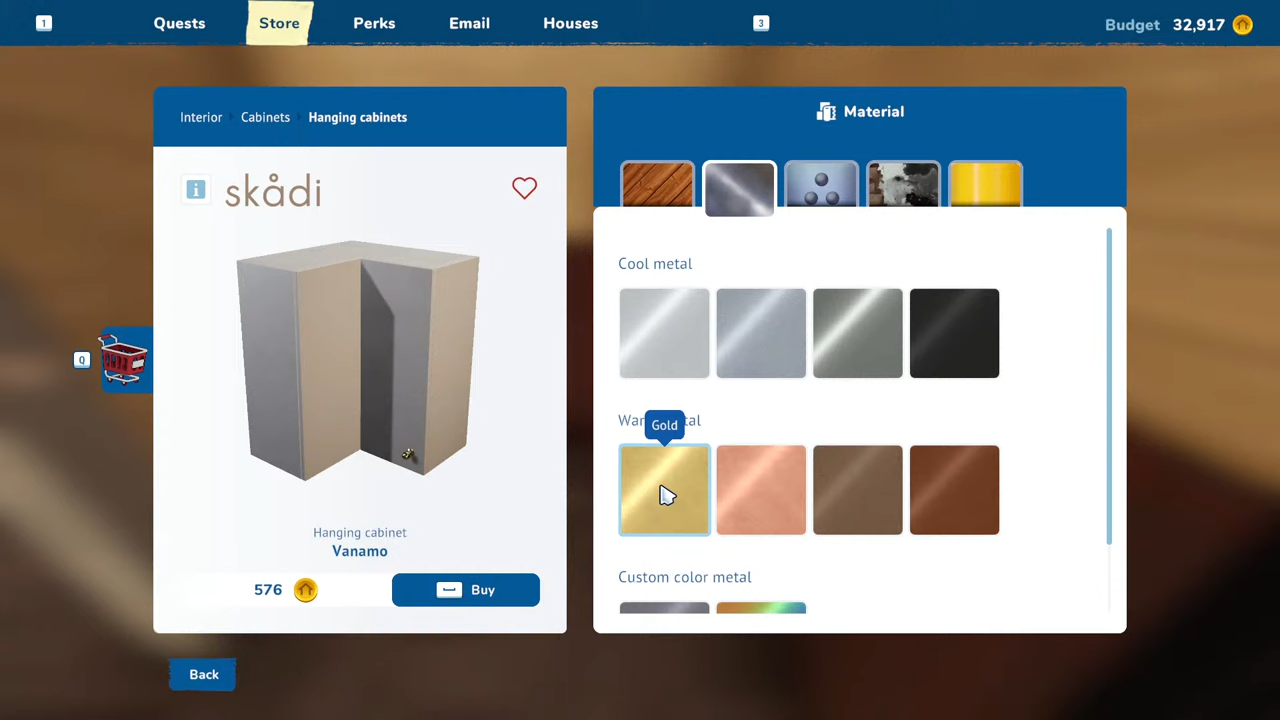 1
Quests
Store
Perks
Email
Houses
3
Budget 32,917
Interior Cabinets Hanging cabinets
i
skådi
Q
Hanging cabinet
Vanamo
576
Buy
Back
Material
Cool metal
Gold
Custom color metal